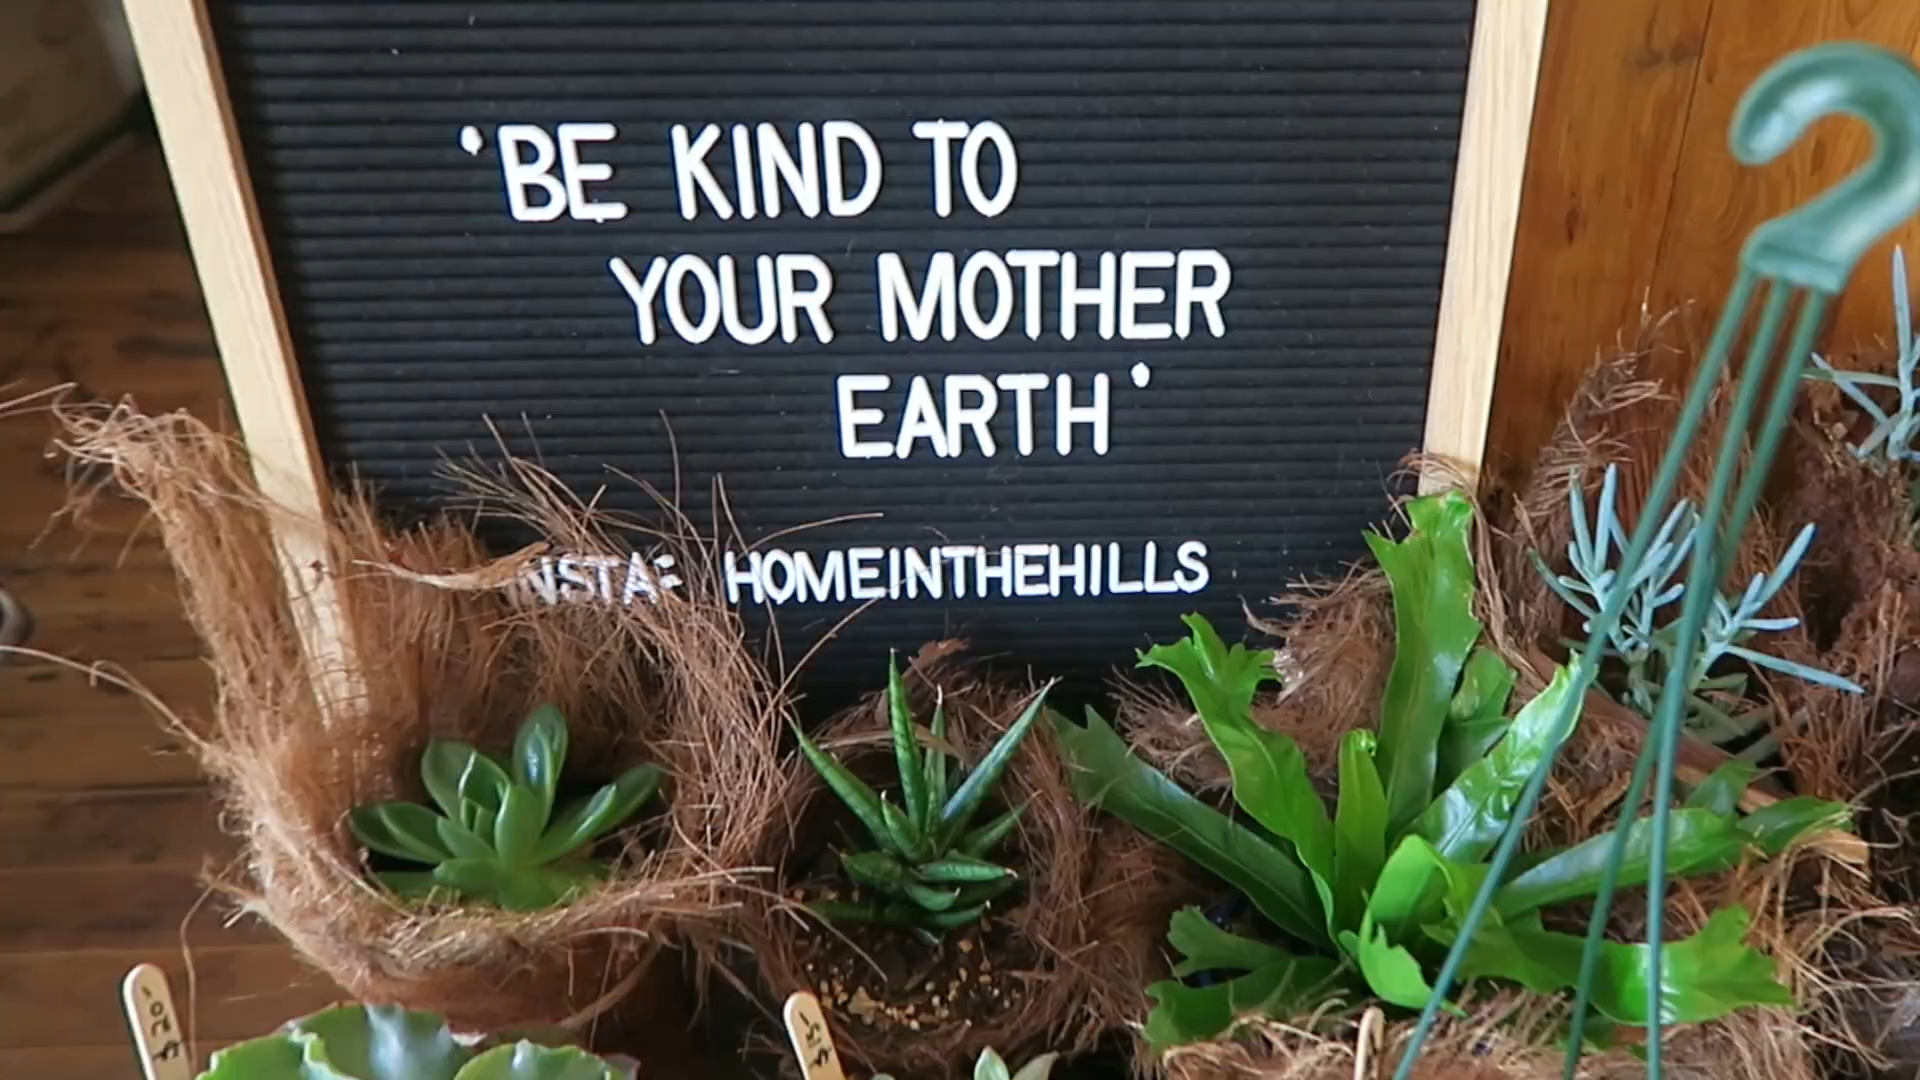 'BE KIND TO
YOUR MOTHER
EARTH'
INSTA: HOMEINTHEHILLS